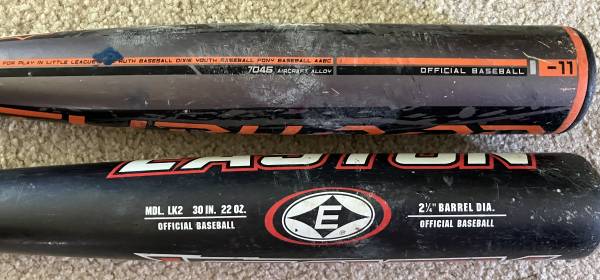 FOR PLAY IN LITTLE LEAGUE RUTH BASEBALL DIXIE YOUTH BASEBALL PONY BASEBALL AABC
7046 AIRCRAFT ALLOY
OFFICIAL BASEBALL -11
EASTON
MDL. LK2 30 IN. 22 OZ.
OFFICIAL BASEBALL
E
2¼" BARREL DIA.
OFFICIAL BASEBALL